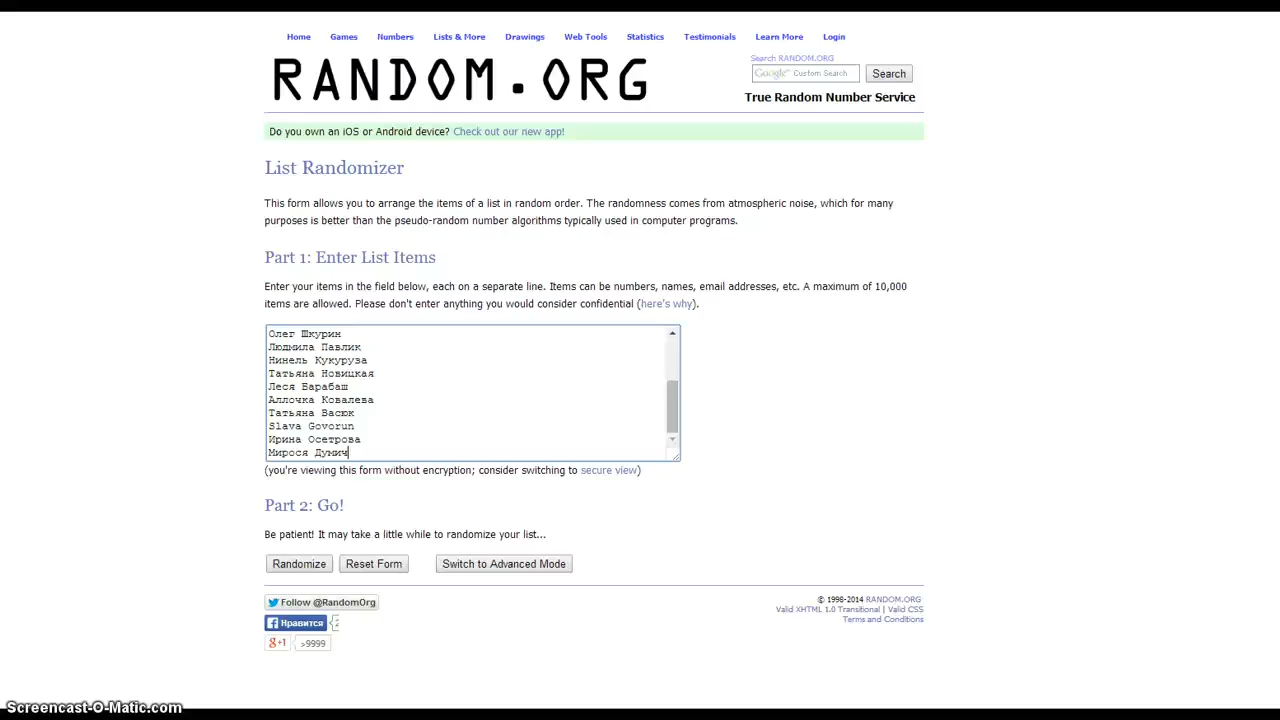 Home Games Numbers Lists & More Drawings Web Tools Statistics Testimonials Learn More Login
RANDOM.ORG
Search RANDOM.ORG
Google™ Custom Search Search
True Random Number Service
Do you own an iOS or Android device? Check out our new app!
List Randomizer
This form allows you to arrange the items of a list in random order. The randomness comes from atmospheric noise, which for many
purposes is better than the pseudo-random number algorithms typically used in computer programs.
Part 1: Enter List Items
Enter your items in the field below, each on a separate line. Items can be numbers, names, email addresses, etc. A maximum of 10,000
items are allowed. Please don't enter anything you would consider confidential (here's why).
Олег Шкурин
Людмила Павлик
Нинель Кукуруза
Татьяна Новицкая
Леся Барабаш
Аллочка Ковалева
Татьяна Васюк
Slava Govorun
Ирина Осетрова
Мирося Думич
(you're viewing this form without encryption; consider switching to secure view)
Part 2: Go!
Be patient! It may take a little while to randomize your list...
Randomize Reset Form Switch to Advanced Mode
Follow @RandomOrg
Нравится
g+1 >9999
© 1998-2014 RANDOM.ORG
Valid XHTML 1.0 Transitional | Valid CSS
Terms and Conditions
Screencast-O-Matic.com